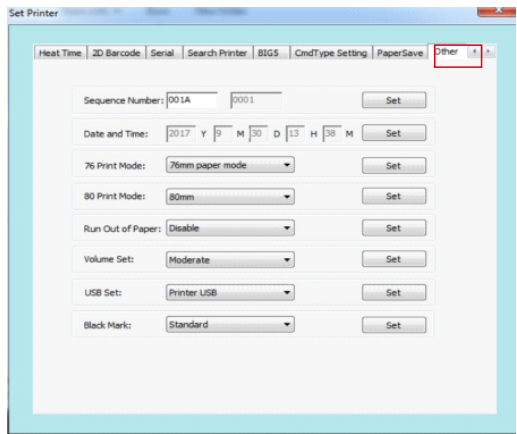 Set Printer
Heat Time 2D Barcode Serial Search Printer BIG5 CmdType Setting PaperSave Other
Sequence Number: 001A 0001 Set
Date and Time: 2017 Y 9 M 30 D 13 H 38 M Set
76 Print Mode: 76mm paper mode Set
80 Print Mode: 80mm Set
Run Out of Paper: Disable Set
Volume Set: Moderate Set
USB Set: Printer USB Set
Black Mark: Standard Set